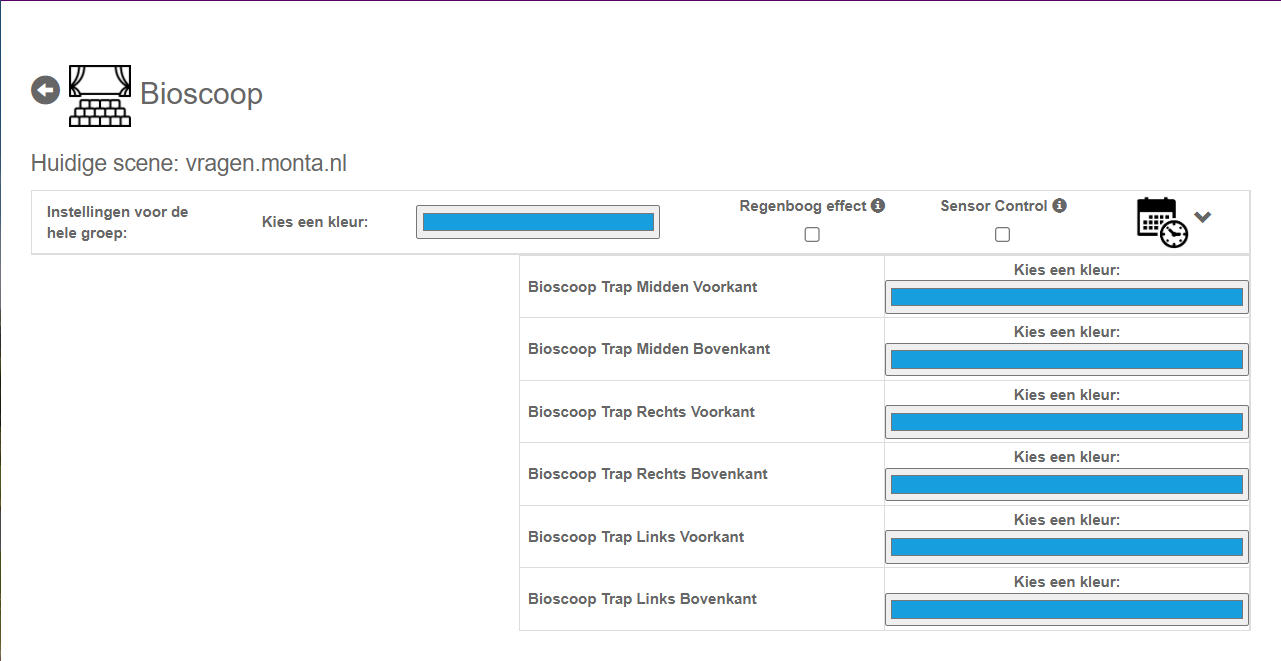 Bioscoop
Huidige scene: vragen.monta.nl
Instellingen voor de
hele groep:
Kies een kleur:
Regenboog effect
Sensor Control
Bioscoop Trap Midden Voorkant
Kies een kleur:
Bioscoop Trap Midden Bovenkant
Kies een kleur:
Bioscoop Trap Rechts Voorkant
Kies een kleur:
Bioscoop Trap Rechts Bovenkant
Kies een kleur:
Bioscoop Trap Links Voorkant
Kies een kleur:
Bioscoop Trap Links Bovenkant
Kies een kleur: